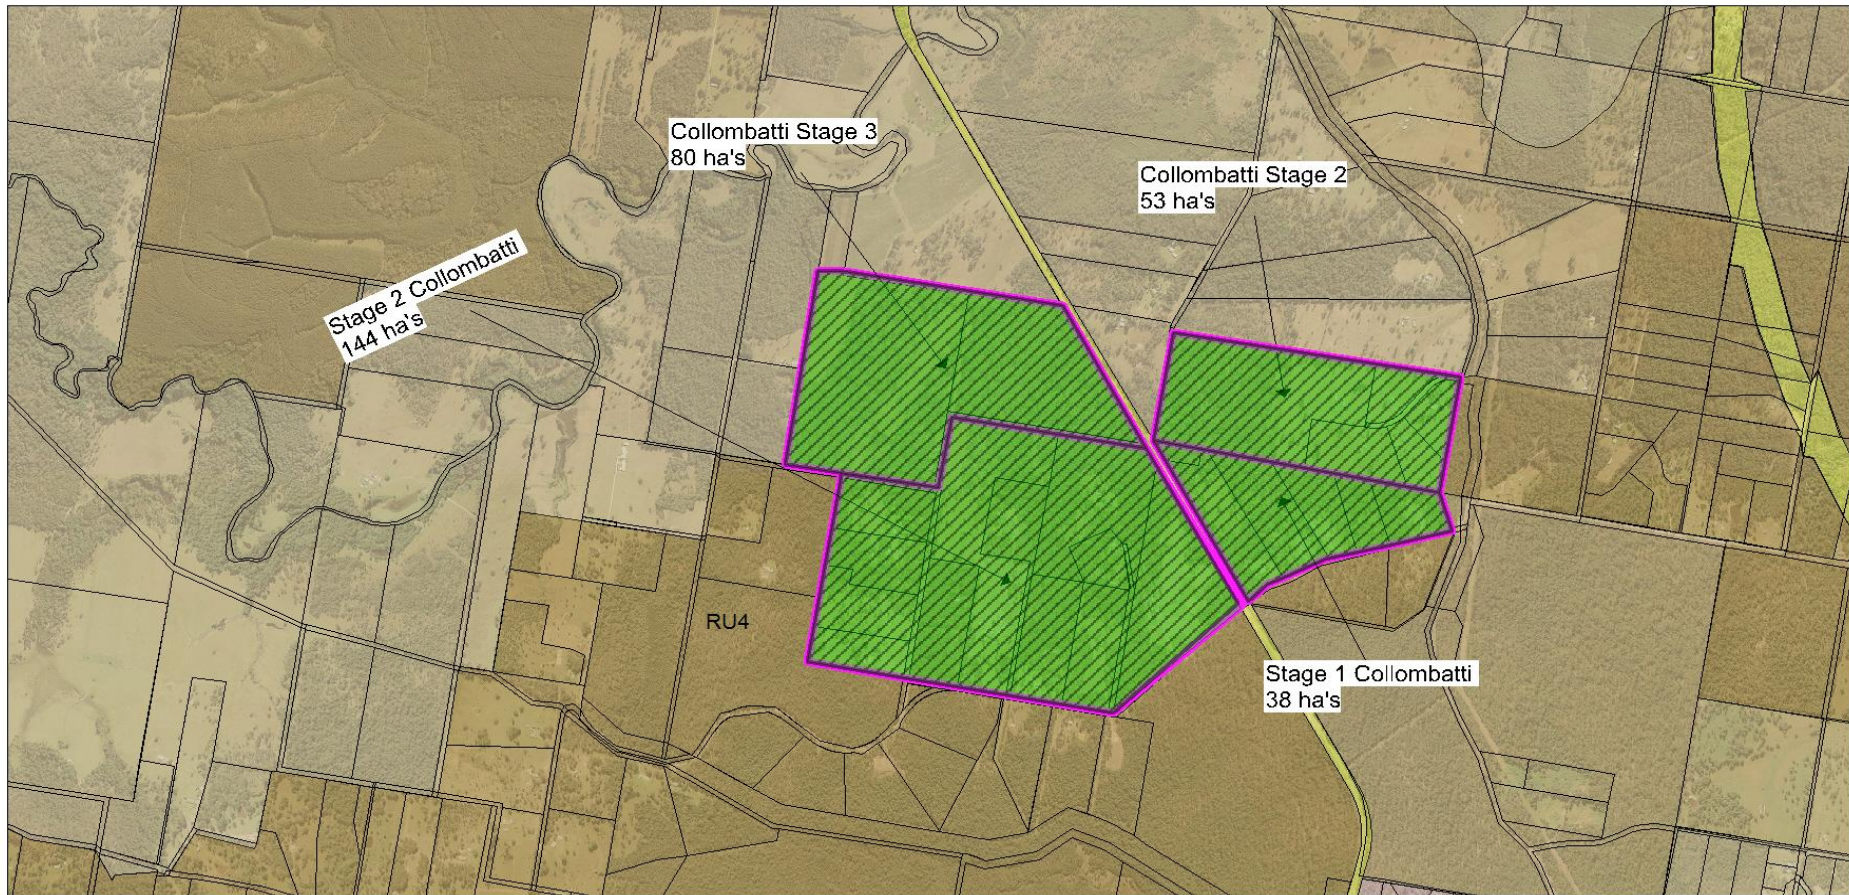 Collombatti Stage 3
80 ha's
Collombatti Stage 2
53 ha's
Stage 2 Collombatti
144 ha's
RU4
Stage 1 Collombatti
38 ha's